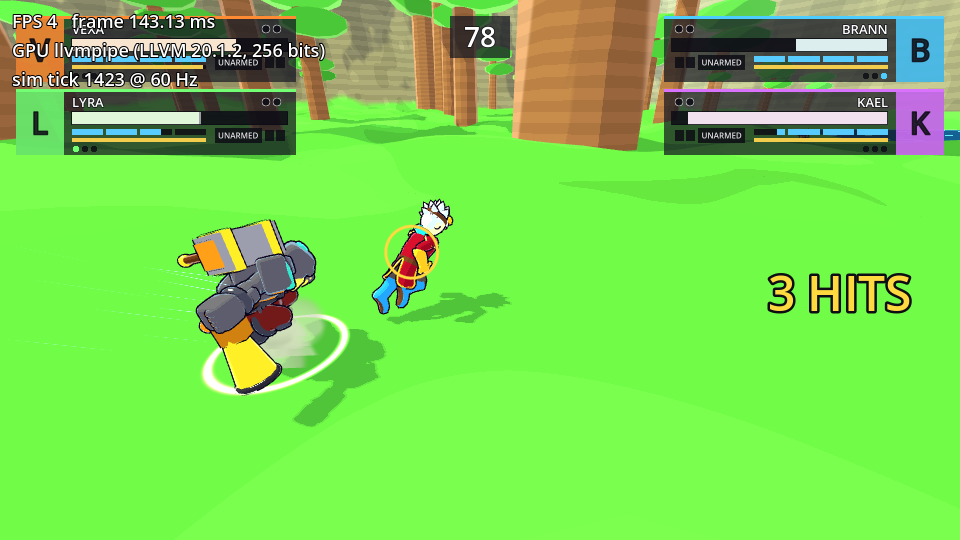 FPS 4 frame 143.13 ms
VEXA
V
GPU llvmpipe (LLVM 20.1.2, 256 bits)
UNARMED
sim tick 1423 @ 60 Hz
L
LYRA
UNARMED
78
BRANN
B
UNARMED
KAEL
K
UNARMED
3 HITS